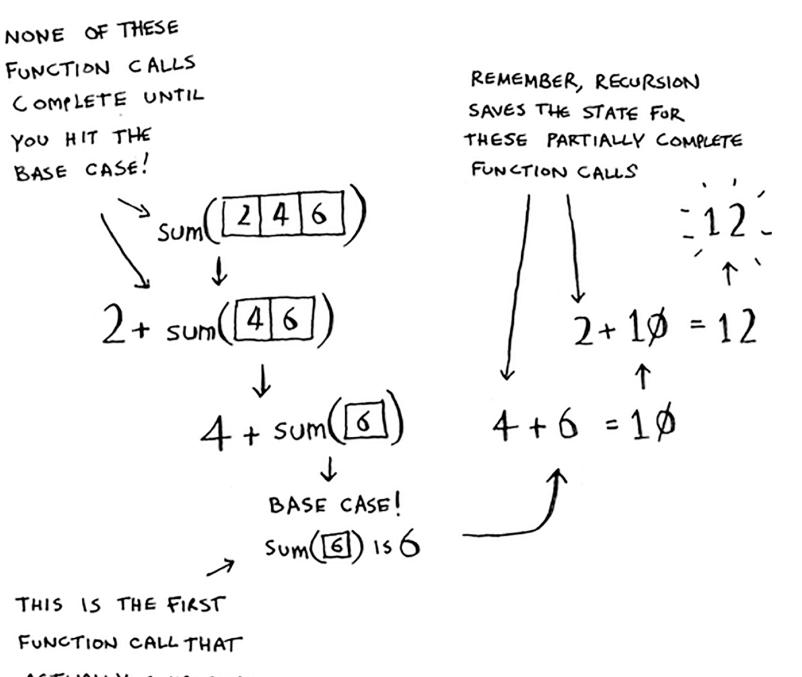 NONE OF THESE
FUNCTION CALLS
COMPLETE UNTIL
YOU HIT THE
BASE CASE!
sum(2 4 6)
2 + sum(4 6)
4 + sum(6)
BASE CASE!
sum(6) is 6
THIS IS THE FIRST
FUNCTION CALL THAT
REMEMBER, RECURSION
SAVES THE STATE FOR
THESE PARTIALLY COMPLETE
FUNCTION CALLS
12
2 + 10 = 12
4 + 6 = 10